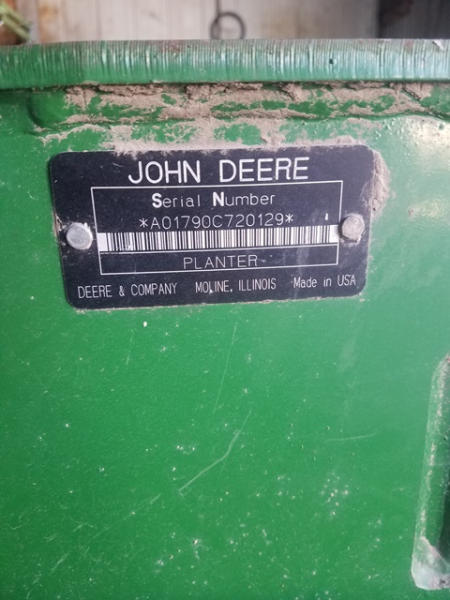 JOHN DEERE
Serial Number
*A01790C720129*
PLANTER
DEERE & COMPANY MOLINE, ILLINOIS Made in USA